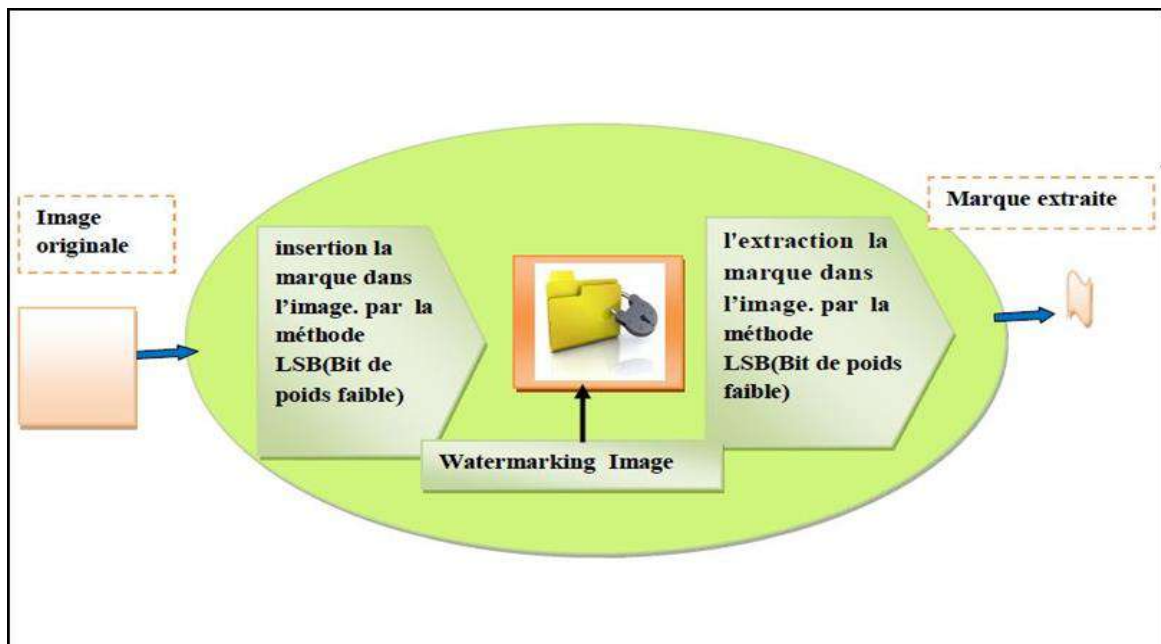 Image
originale
insertion la
marque dans
l'image. par la
méthode
LSB(Bit de
poids faible)
Watermarking Image
l'extraction la
marque dans
l'image. par la
méthode
LSB(Bit de poids
faible)
Marque extraite